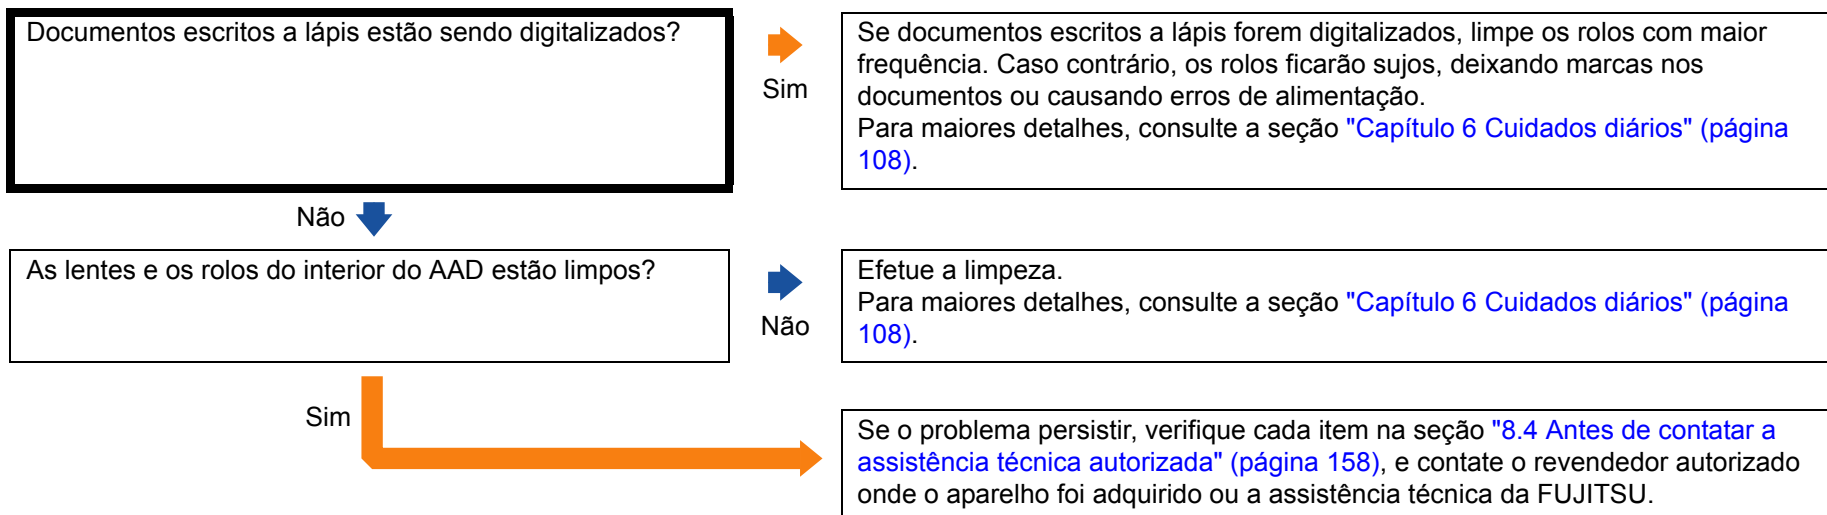 Documentos escritos a lápis estão sendo digitalizados?
Sim
Se documentos escritos a lápis forem digitalizados, limpe os rolos com maior
frequência. Caso contrário, os rolos ficarão sujos, deixando marcas nos
documentos ou causando erros de alimentação.
Para maiores detalhes, consulte a seção "Capítulo 6 Cuidados diários" (página
108).
Não
As lentes e os rolos do interior do AAD estão limpos?
Não
Efetue a limpeza.
Para maiores detalhes, consulte a seção "Capítulo 6 Cuidados diários" (página
108).
Sim
Se o problema persistir, verifique cada item na seção "8.4 Antes de contatar a
assistência técnica autorizada" (página 158), e contate o revendedor autorizado
onde o aparelho foi adquirido ou a assistência técnica da FUJITSU.